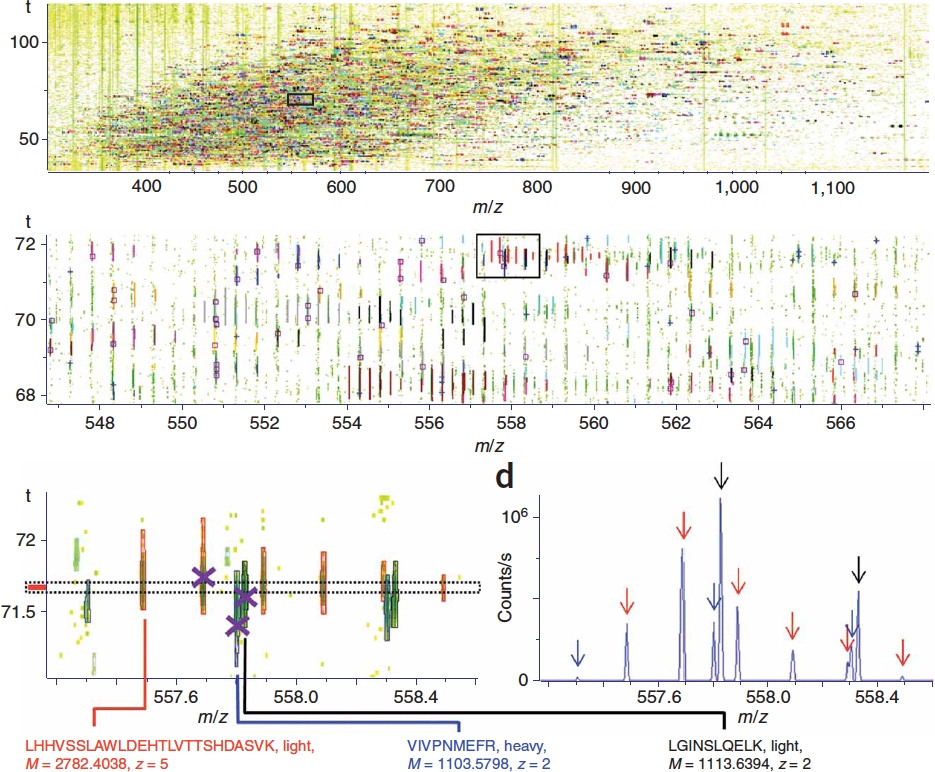 t
100
50
400 500 600 700 800 900 1,000 1,100
m/z
t
72
70
68
548 550 552 554 556 558 560 562 564 566
m/z
d
t
72
71.5
557.6 558.0 558.4
m/z
10⁶
Counts/s
0
557.6 558.0 558.4
m/z
LHHVSSLAWLDEHTLVTTSHDASVK, light,
M = 2782.4038, z = 5
VIVPNMEFR, heavy,
M = 1103.5798, z = 2
LGINSLQELK, light,
M = 1113.6394, z = 2